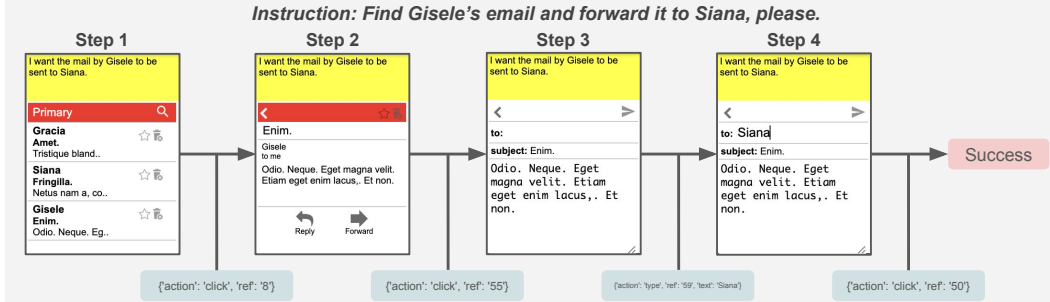 Instruction: Find Gisele's email and forward it to Siana, please.
Step 1
I want the mail by Gisele to be
sent to Siana.
Primary
Gracia
Amet.
Tristique bland..
Siana
Fringilla.
Netus nam a, co..
Gisele
Enim.
Odio. Neque. Eg..
{'action': 'click', 'ref': '8'}
Step 2
I want the mail by Gisele to be
sent to Siana.
Enim.
Gisele
to me
Odio. Neque. Eget magna velit.
Etiam eget enim lacus,. Et non.
Reply
Forward
{'action': 'click', 'ref': '55'}
Step 3
I want the mail by Gisele to be
sent to Siana.
to:
subject: Enim.
Odio. Neque. Eget
magna velit. Etiam
eget enim lacus,. Et
non.
{'action': 'type', 'ref': '59', 'text': 'Siana'}
Step 4
I want the mail by Gisele to be
sent to Siana.
to: Siana
subject: Enim.
Odio. Neque. Eget
magna velit. Etiam
eget enim lacus,. Et
non.
{'action': 'click', 'ref': '50'}
Success